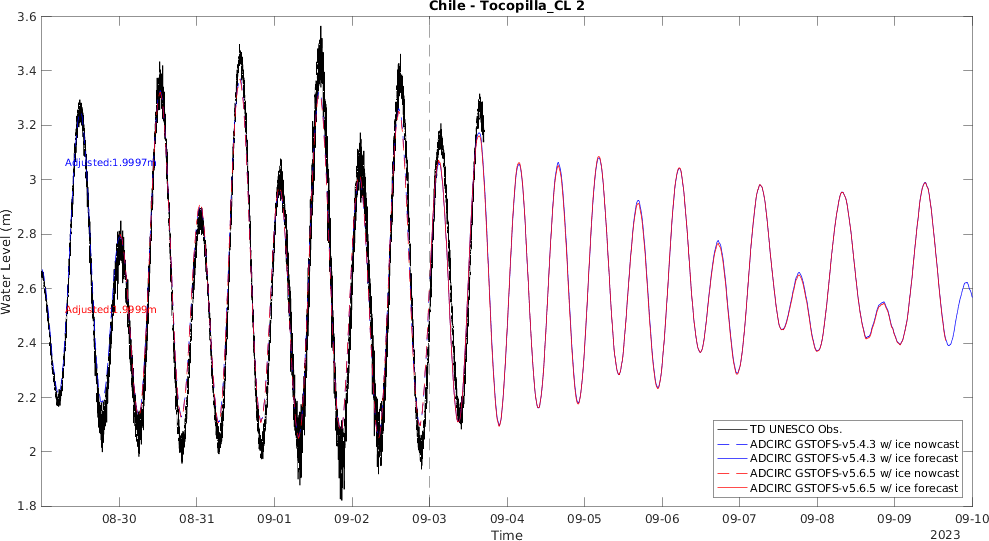 Chile - Tocopilla_CL 2
3.6
3.4
3.2
3
2.8
2.6
2.4
2.2
2
1.8
Water Level (m)
Adjusted:1.9997m
Adjusted:1.9999m
TD UNESCO Obs.
ADCIRC GSTOFS-v5.4.3 w/ ice nowcast
ADCIRC GSTOFS-v5.4.3 w/ ice forecast
ADCIRC GSTOFS-v5.6.5 w/ ice nowcast
ADCIRC GSTOFS-v5.6.5 w/ ice forecast
08-30 08-31 09-01 09-02 09-03 09-04 09-05 09-06 09-07 09-08 09-09 09-10
Time
2023